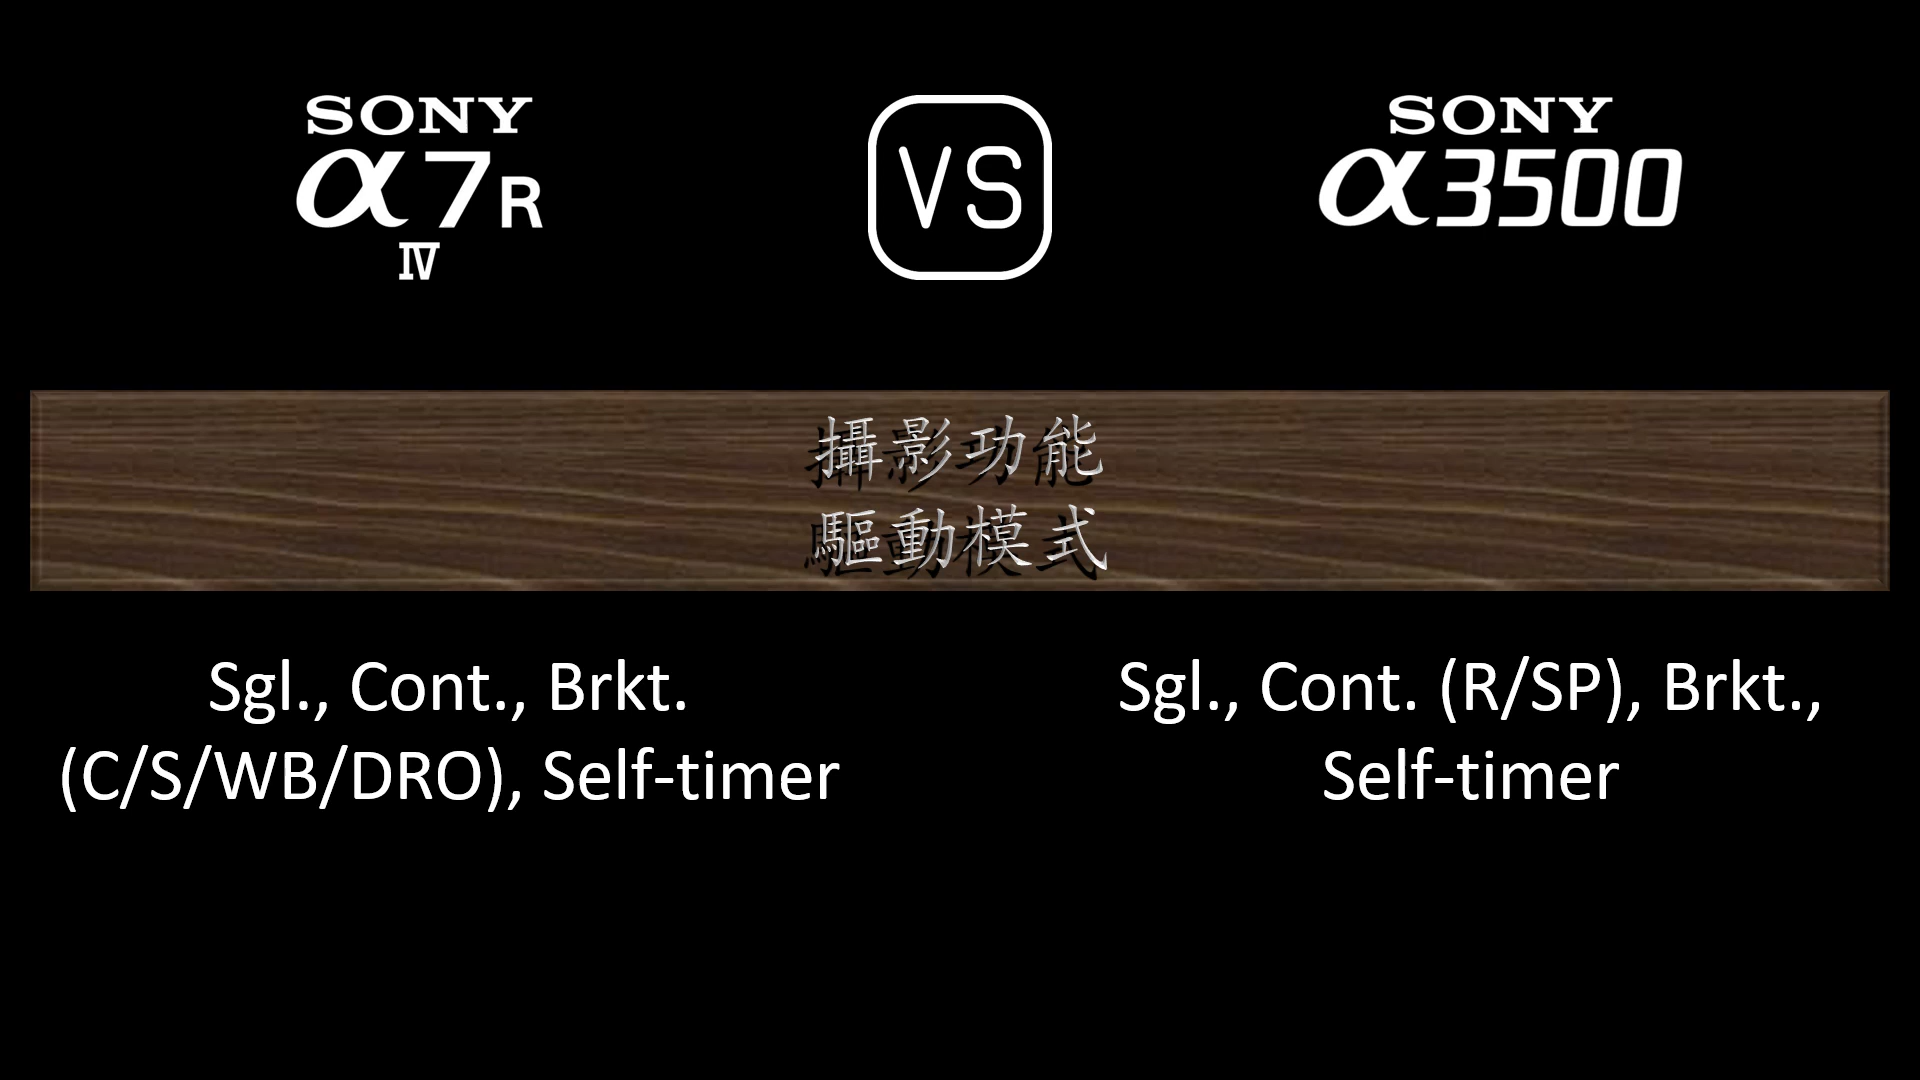 SONY
α7R
IV
VS
SONY
α3500
攝影功能
驅動模式
Sgl., Cont., Brkt.
(C/S/WB/DRO), Self-timer
Sgl., Cont. (R/SP), Brkt.,
Self-timer